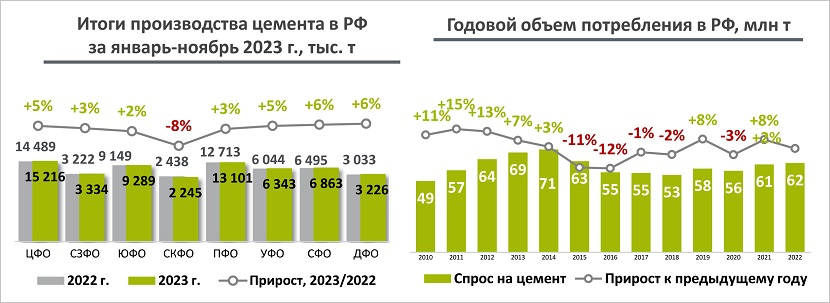 Итоги производства цемента в РФ
за январь-ноябрь 2023 г., тыс. т
+5% +3% +2% -8% +3% +5% +6% +6%
14 489 3 222 9 149 2 438 12 713 6 044 6 495 3 033
15 216 3 334 9 289 2 245 13 101 6 343 6 863 3 226
ЦФО СЗФО ЮФО СКФО ПФО УФО СФО ДФО
2022 г. 2023 г. Прирост, 2023/2022
Годовой объем потребления в РФ, млн т
+11% +15% +13% +7% +3% -11% -12% -1% -2% +8% -3% +8% +2%
49 57 64 69 71 63 55 55 53 58 56 61 62
2010 2011 2012 2013 2014 2015 2016 2017 2018 2019 2020 2021 2022
Спрос на цемент Прирост к предыдущему году